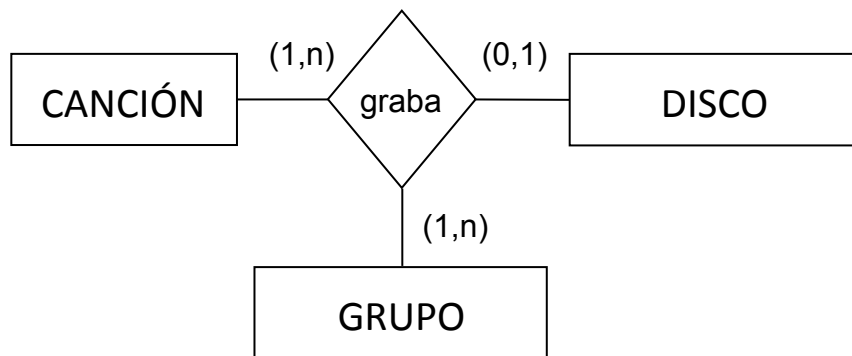 (1,n)
(0,1)
CANCIÓN
graba
DISCO
(1,n)
GRUPO